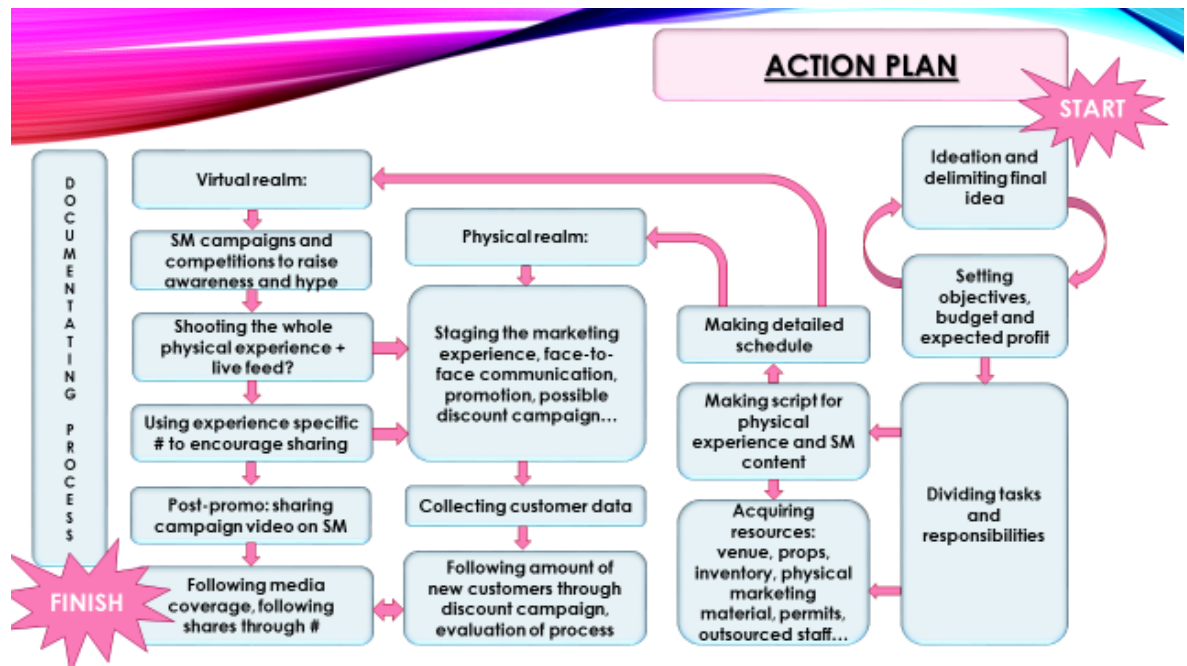 ACTION PLAN
START
Ideation and
delimiting final
idea
Setting
objectives,
budget and
expected profit
Dividing tasks
and
responsibilities
Making detailed
schedule
Making script for
physical
experience and SM
content
Acquiring
resources:
venue, props,
inventory, physical
marketing
material, permits,
outsourced staff...
Virtual realm:
SM campaigns and
competitions to raise
awareness and hype
Shooting the whole
physical experience +
live feed?
Using experience specific
# to encourage sharing
Post-promo: sharing
campaign video on SM
Following media
coverage, following
shares through #
Physical realm:
Staging the marketing
experience, face-to-
face communication,
promotion, possible
discount campaign...
Collecting customer data
Following amount of
new customers through
discount campaign,
evaluation of process
DOCUMENTATING PROCESS
FINISH